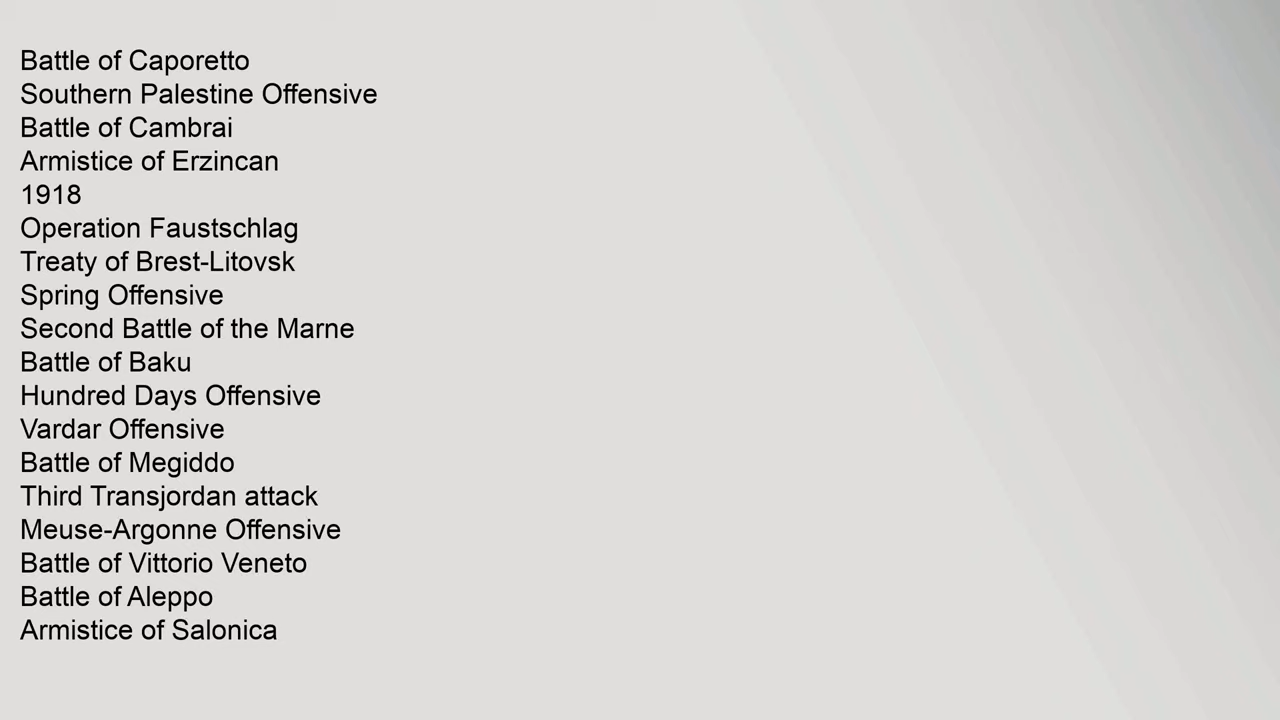 Battle of Caporetto
Southern Palestine Offensive
Battle of Cambrai
Armistice of Erzincan
1918
Operation Faustschlag
Treaty of Brest-Litovsk
Spring Offensive
Second Battle of the Marne
Battle of Baku
Hundred Days Offensive
Vardar Offensive
Battle of Megiddo
Third Transjordan attack
Meuse-Argonne Offensive
Battle of Vittorio Veneto
Battle of Aleppo
Armistice of Salonica